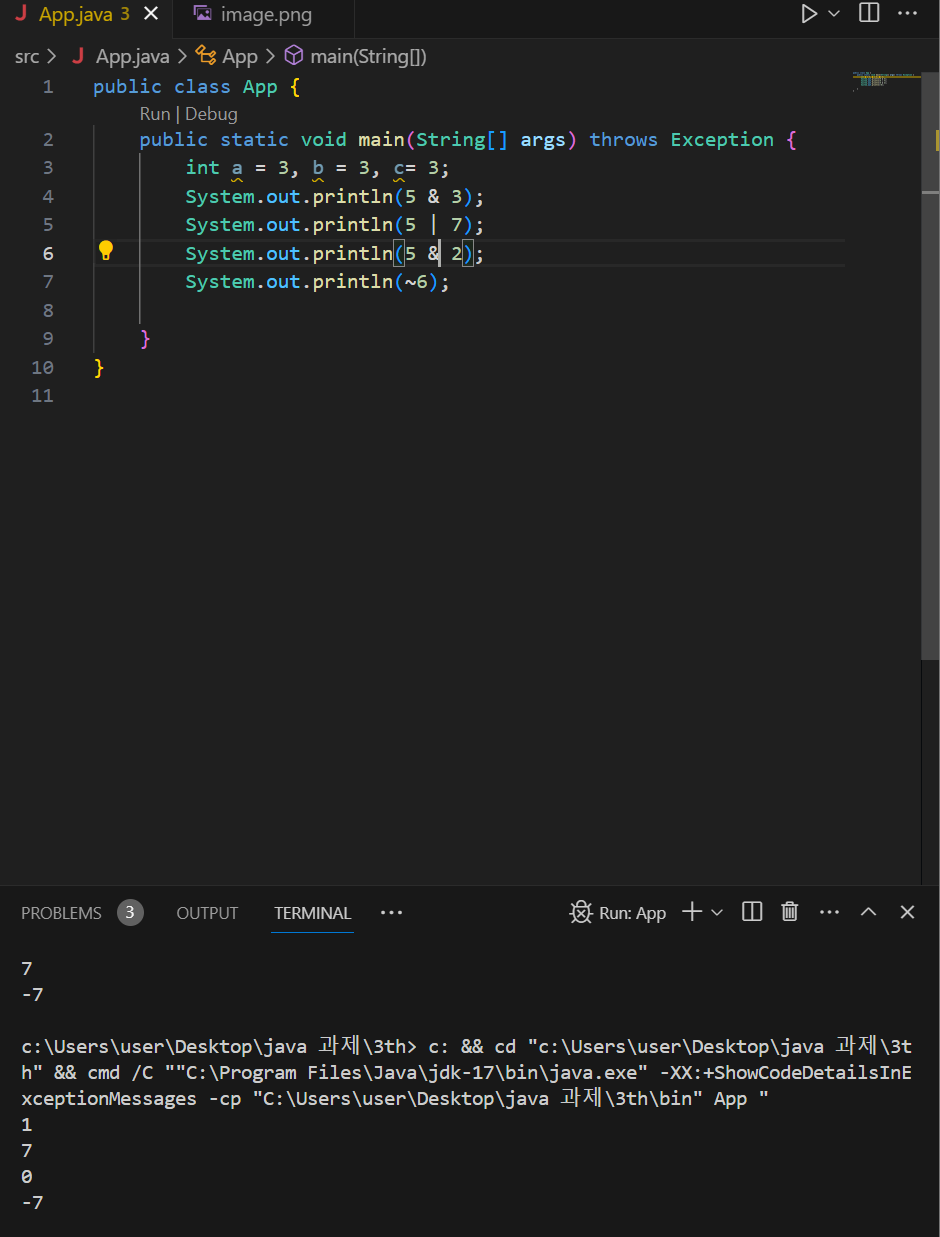 App.java 3
image.png
src > App.java > App > main(String[])
1 public class App {
Run | Debug
2 public static void main(String[] args) throws Exception {
3 int a = 3, b = 3, c= 3;
4 System.out.println(5 & 3);
5 System.out.println(5 | 7);
6 System.out.println(5 & 2);
7 System.out.println(~6);
8
9 }
10 }
11
PROBLEMS 3 OUTPUT TERMINAL ··· Run: App
7
-7
c:\Users\user\Desktop\java 과제\3th> c: && cd "c:\Users\user\Desktop\java 과제\3t
h" && cmd /C ""C:\Program Files\Java\jdk-17\bin\java.exe" -XX:+ShowCodeDetailsInE
xceptionMessages -cp "C:\Users\user\Desktop\java 과제\3th\bin" App "
1
7
0
-7